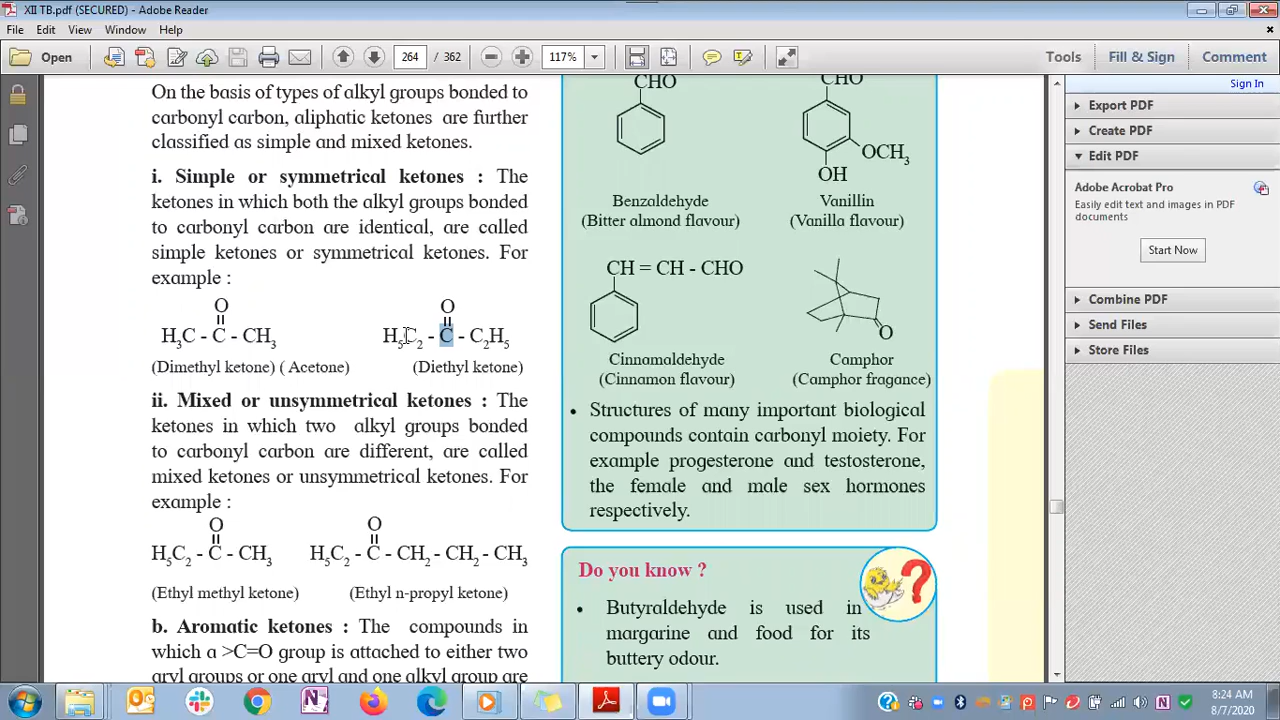 XII TB.pdf (SECURED) - Adobe Reader
File Edit View Window Help
Open 264 / 362 117% Tools Fill & Sign Comment
Sign In
Export PDF
Create PDF
Edit PDF
Adobe Acrobat Pro
Easily edit text and images in PDF
documents
Start Now
Combine PDF
Send Files
Store Files
On the basis of types of alkyl groups bonded to
carbonyl carbon, aliphatic ketones are further
classified as simple and mixed ketones.
i. Simple or symmetrical ketones : The
ketones in which both the alkyl groups bonded
to carbonyl carbon are identical, are called
simple ketones or symmetrical ketones. For
example :
O O
H₃C - C - CH₃ H₅C₂ - C - C₂H₅
(Dimethyl ketone) ( Acetone) (Diethyl ketone)
ii. Mixed or unsymmetrical ketones : The
ketones in which two alkyl groups bonded
to carbonyl carbon are different, are called
mixed ketones or unsymmetrical ketones. For
example :
O O
H₅C₂ - C - CH₃ H₅C₂ - C - CH₂ - CH₂ - CH₃
(Ethyl methyl ketone) (Ethyl n-propyl ketone)
b. Aromatic ketones : The compounds in
which a >C=O group is attached to either two
aryl groups or one aryl and one alkyl group are
CHO CHO
OCH₃
OH
Benzaldehyde Vanillin
(Bitter almond flavour) (Vanilla flavour)
CH = CH - CHO
O
Cinnamaldehyde Camphor
(Cinnamon flavour) (Camphor fragance)
• Structures of many important biological
compounds contain carbonyl moiety. For
example progesterone and testosterone,
the female and male sex hormones
respectively.
Do you know ?
• Butyraldehyde is used in
margarine and food for its
buttery odour.
8:24 AM
8/7/2020